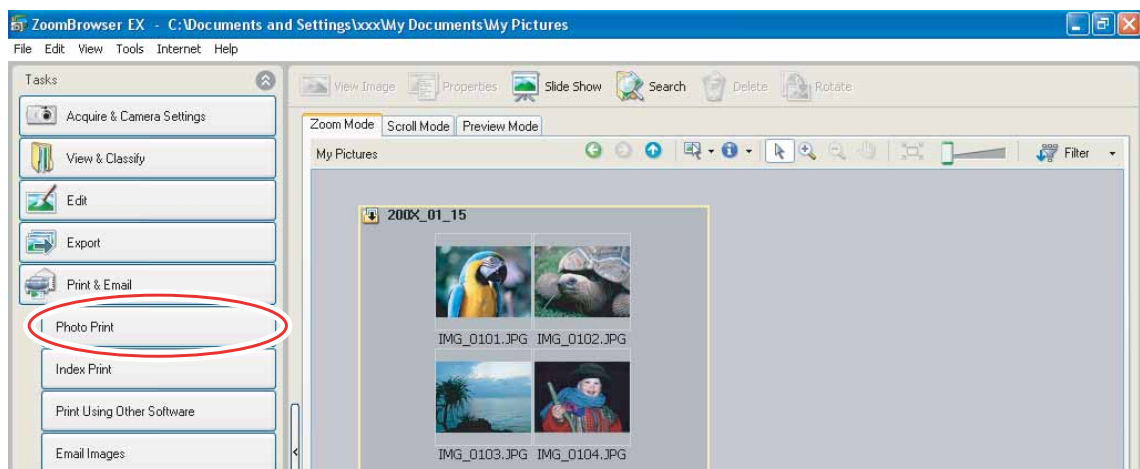 ZoomBrowser EX - C:\Documents and Settings\xxx\My Documents\My Pictures
File Edit View Tools Internet Help
Tasks
Acquire & Camera Settings
View & Classify
Edit
Export
Print & Email
Photo Print
Index Print
Print Using Other Software
Email Images
View Image Properties Slide Show Search Delete Rotate
Zoom Mode Scroll Mode Preview Mode
My Pictures Filter
200X_01_15
IMG_0101.JPG IMG_0102.JPG
IMG_0103.JPG IMG_0104.JPG